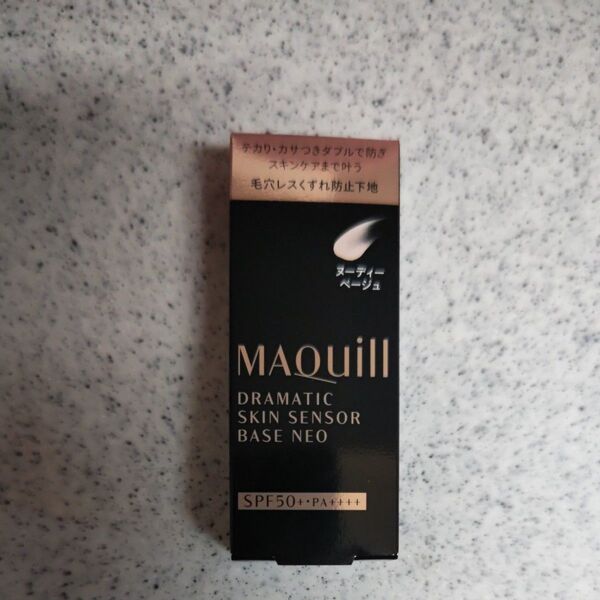 テカリ・カサつきダブルで防ぎ
スキンケアまで叶う
毛穴レスくずれ防止下地
ヌーディー
ベージュ
MAQuill
DRAMATIC
SKIN SENSOR
BASE NEO
SPF50+・PA++++